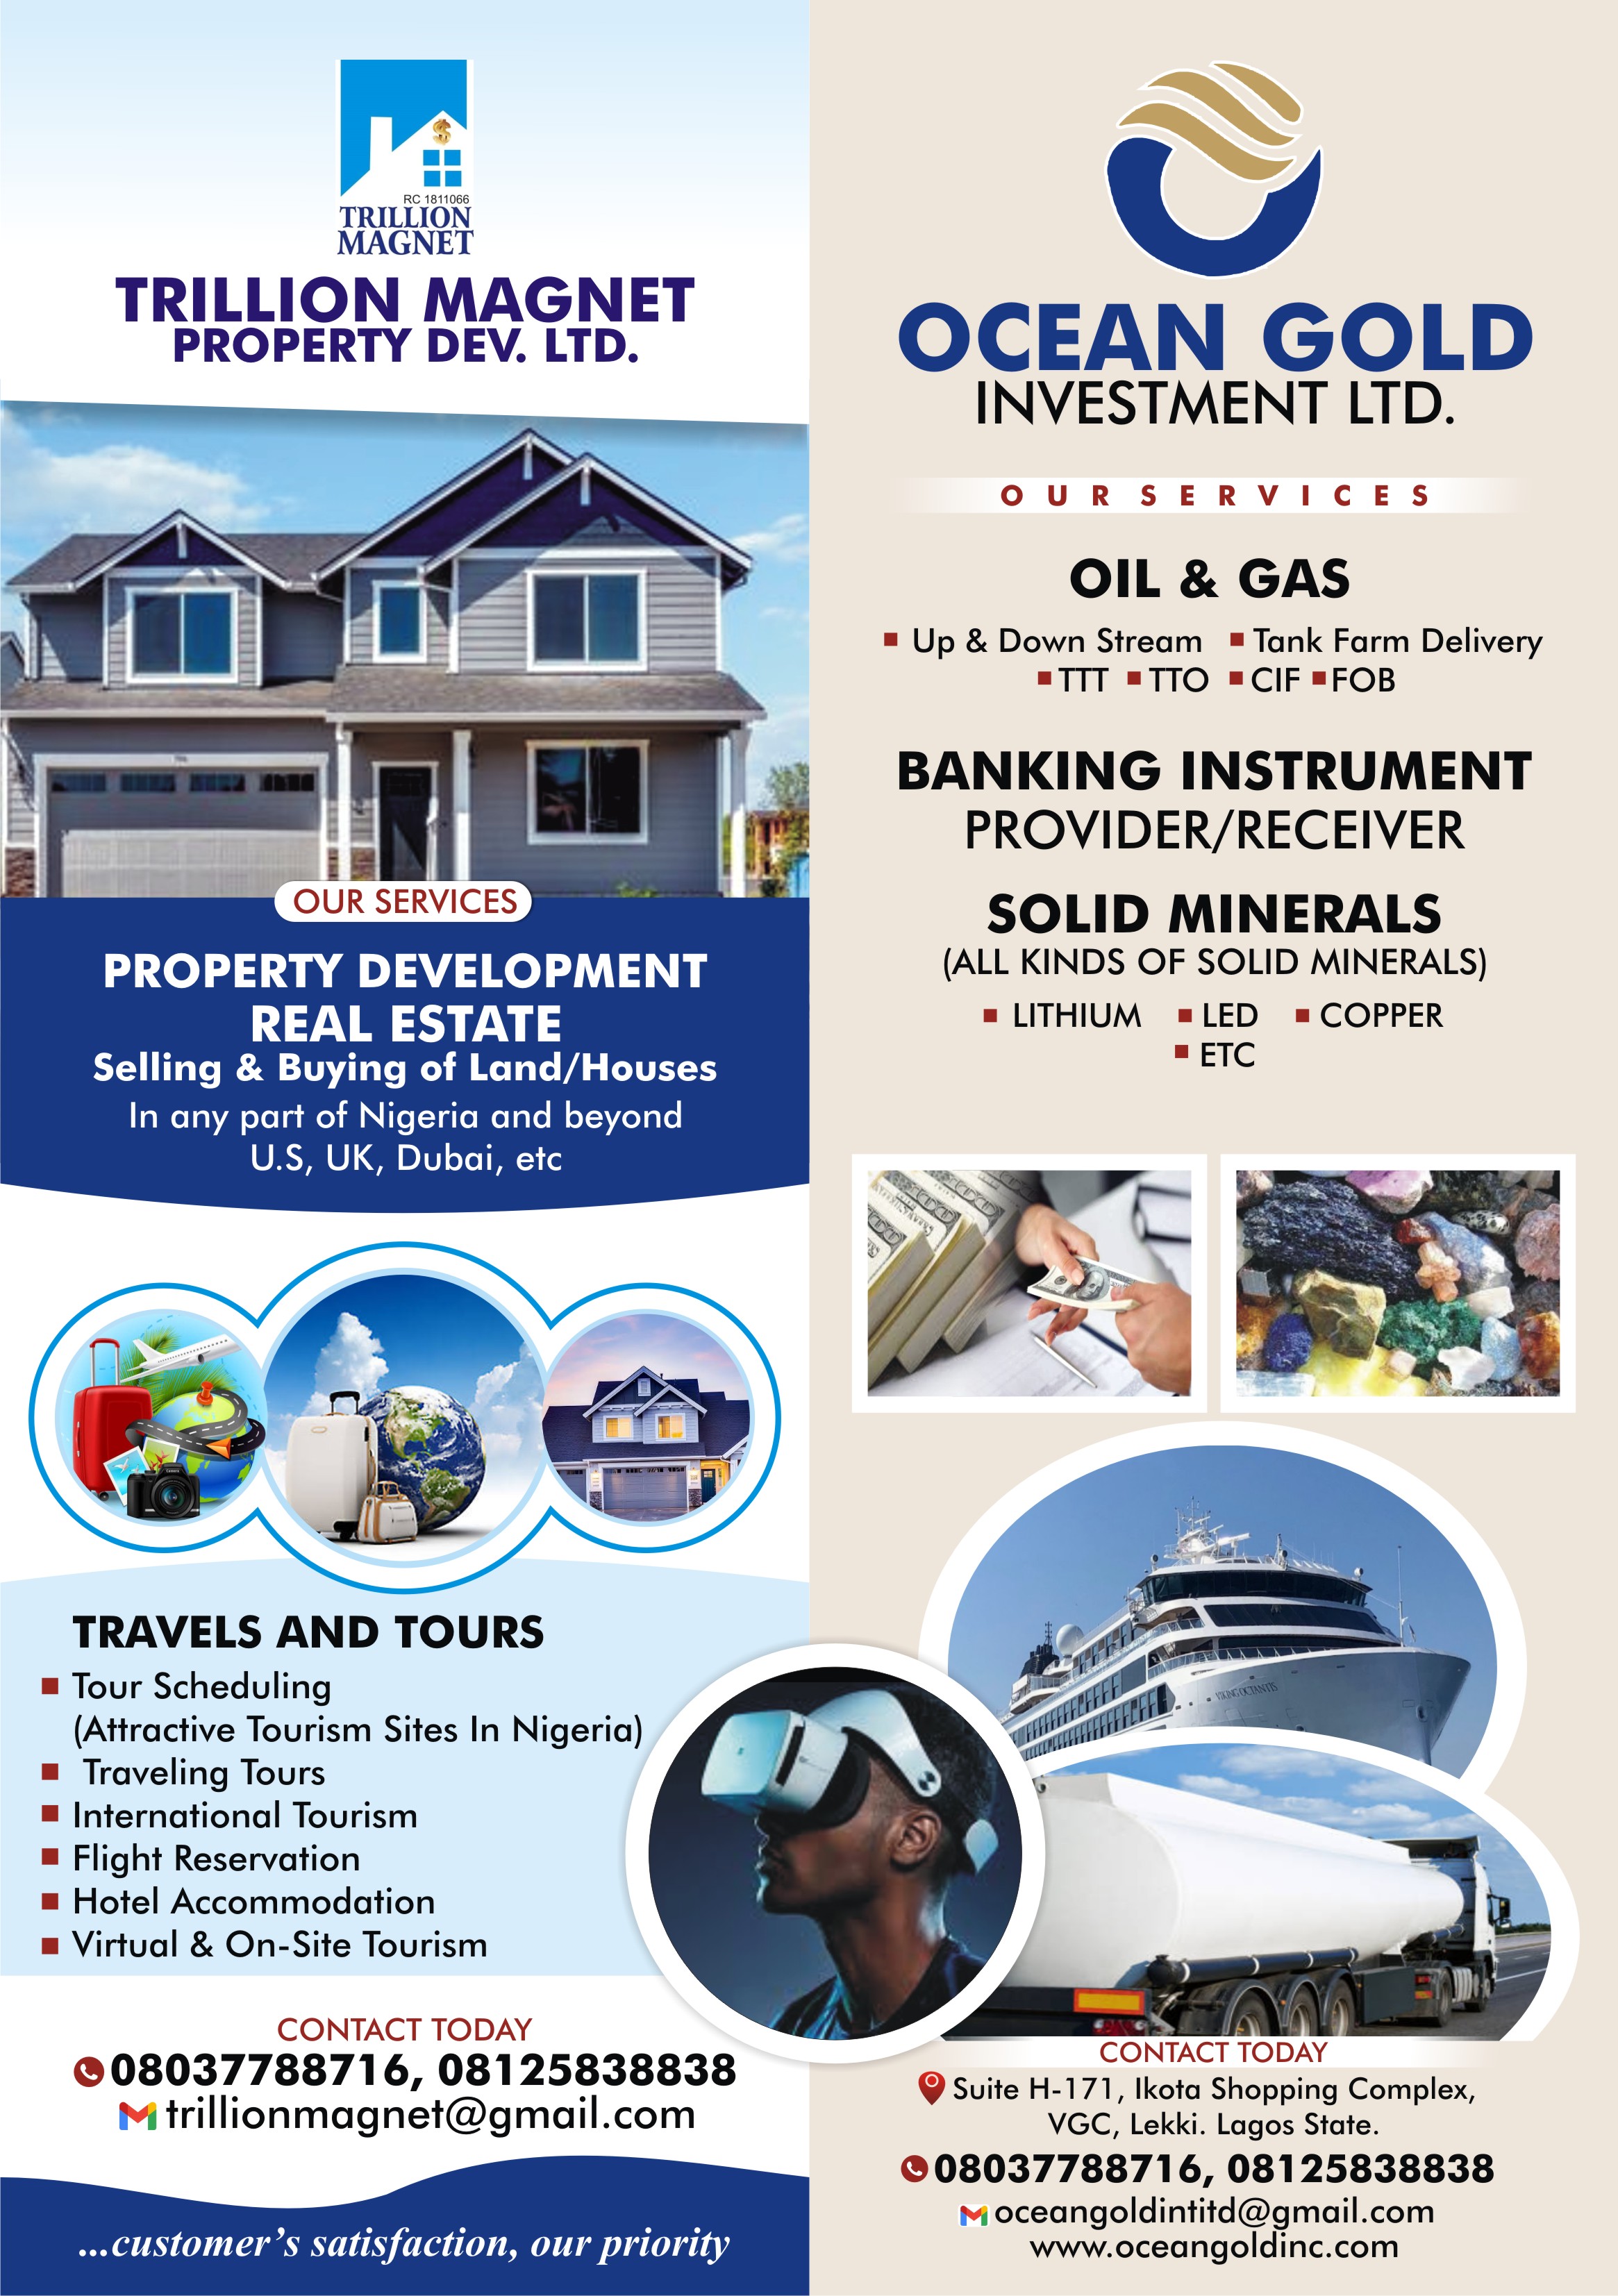 RC 1811066
TRILLION
MAGNET
TRILLION MAGNET
PROPERTY DEV. LTD.
OUR SERVICES
PROPERTY DEVELOPMENT
REAL ESTATE
Selling & Buying of Land/Houses
In any part of Nigeria and beyond
U.S, UK, Dubai, etc
TRAVELS AND TOURS
Tour Scheduling
(Attractive Tourism Sites In Nigeria)
Traveling Tours
International Tourism
Flight Reservation
Hotel Accommodation
Virtual & On-Site Tourism
CONTACT TODAY
08037788716, 08125838838
trillionmagnet@gmail.com
...customer's satisfaction, our priority
OCEAN GOLD
INVESTMENT LTD.
OUR SERVICES
OIL & GAS
Up & Down Stream Tank Farm Delivery
TTT TTO CIF FOB
BANKING INSTRUMENT
PROVIDER/RECEIVER
SOLID MINERALS
(ALL KINDS OF SOLID MINERALS)
LITHIUM LED COPPER
ETC
VIKING OCTANTIS
CONTACT TODAY
Suite H-171, Ikota Shopping Complex,
VGC, Lekki. Lagos State.
08037788716, 08125838838
oceangoldintitd@gmail.com
www.oceangoldinc.com